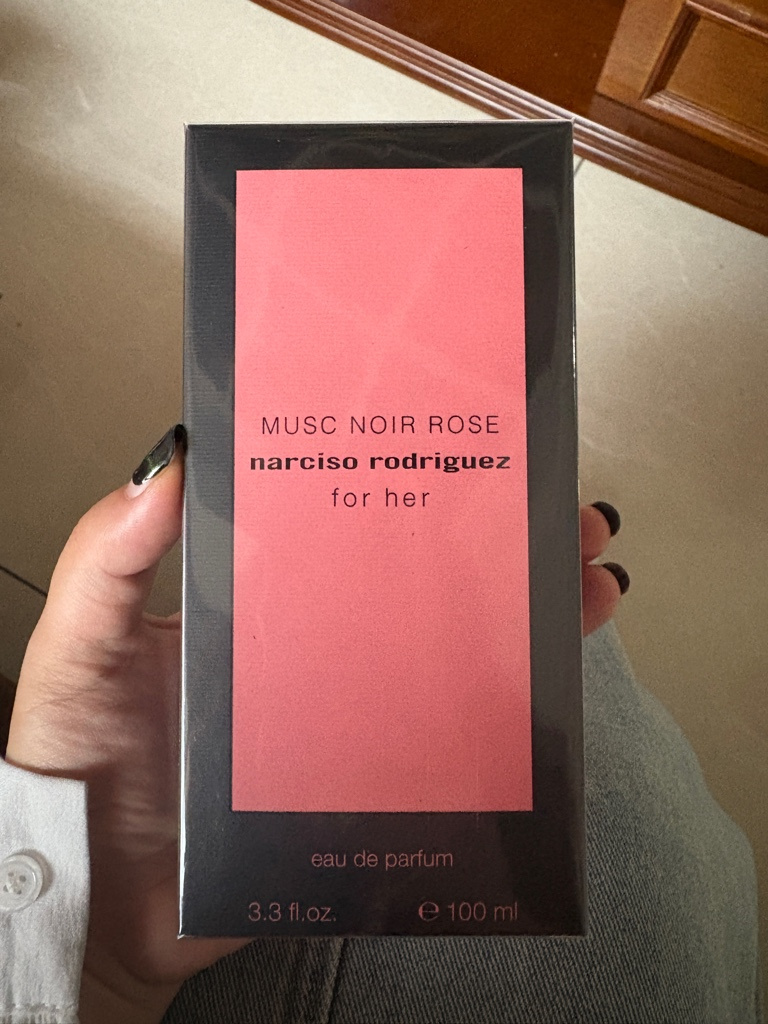 MUSC NOIR ROSE
narciso rodriguez
for her
eau de parfum
3.3 fl.oz. ℮ 100 ml